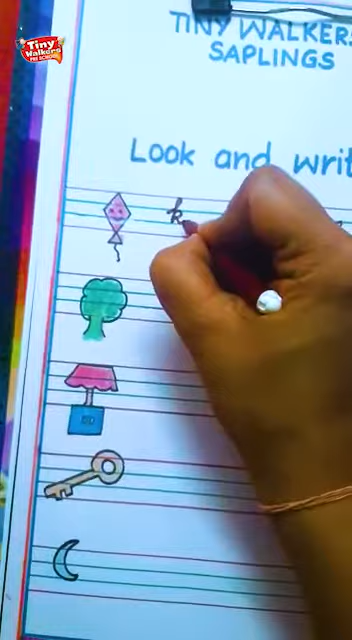 Tiny
Walkers
PRE SCHOOL
TINY WALKERS
SAPLINGS
Look and writ
k